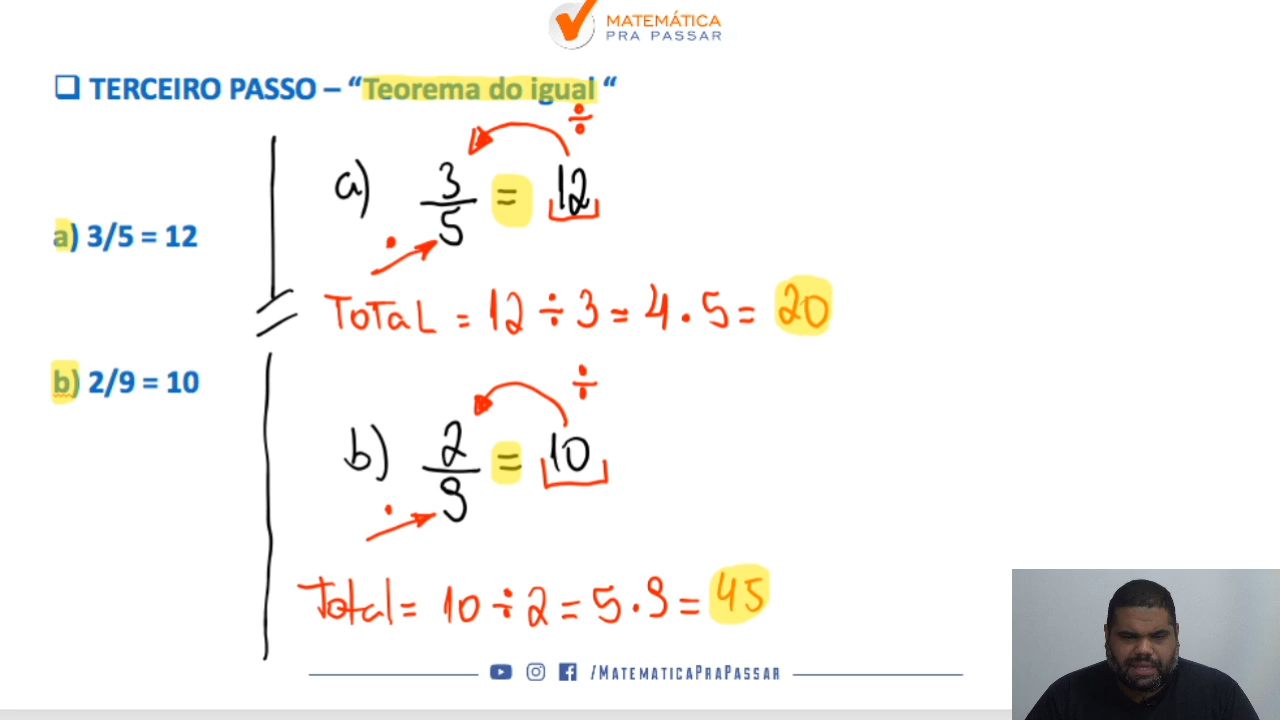 MATEMÁTICA
PRA PASSAR
TERCEIRO PASSO – “Teorema do igual “
a) 3/5 = 12
a) 3/5 = 12
÷
.
TOTAL = 12 ÷ 3 = 4 . 5 = 20
b) 2/9 = 10
b) 2/9 = 10
÷
.
Total = 10 ÷ 2 = 5 . 9 = 45
/MATEMATICAPRAPASSAR